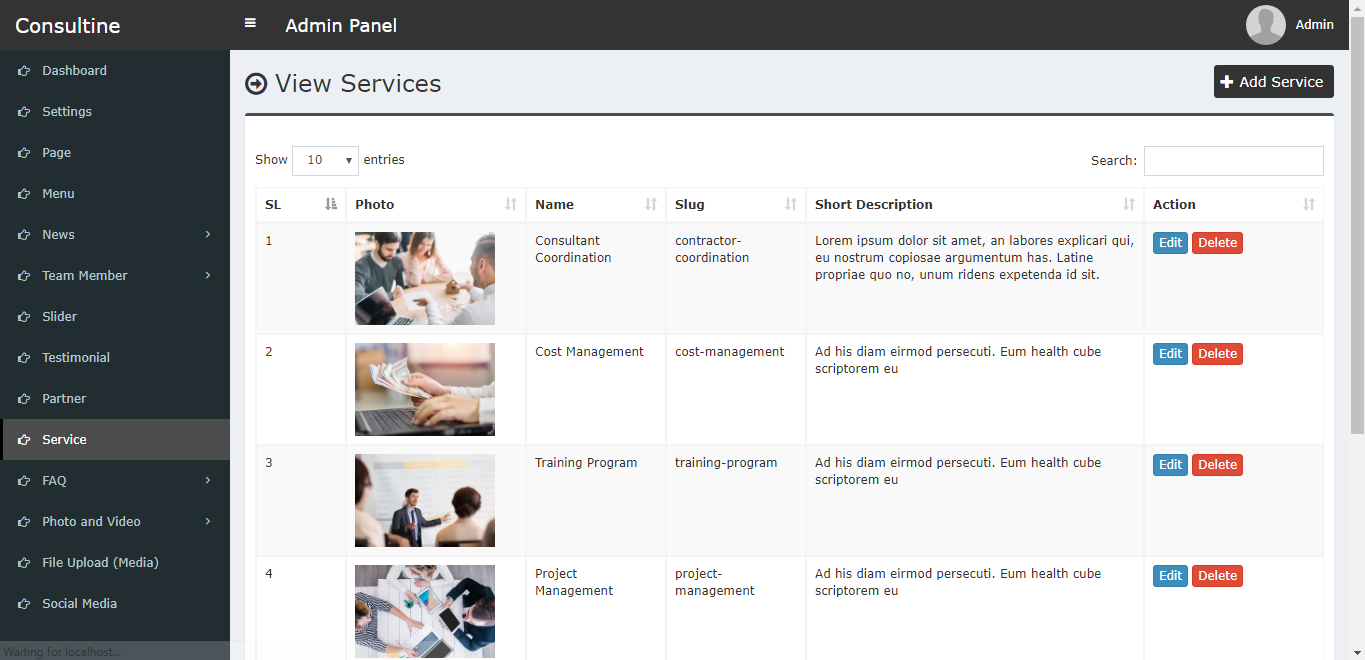 Consultine
Admin Panel
Admin
Dashboard
Settings
Page
Menu
News
Team Member
Slider
Testimonial
Partner
Service
FAQ
Photo and Video
File Upload (Media)
Social Media
Waiting for localhost...
View Services
Add Service
Show 10 entries
Search:
SL Photo Name Slug Short Description Action
1
Consultant
Coordination
contractor-
coordination
Lorem ipsum dolor sit amet, an labores explicari qui,
eu nostrum copiosae argumentum has. Latine
propriae quo no, unum ridens expetenda id sit.
Edit Delete
2
Cost Management
cost-management
Ad his diam eirmod persecuti. Eum health cube
scriptorem eu
Edit Delete
3
Training Program
training-program
Ad his diam eirmod persecuti. Eum health cube
scriptorem eu
Edit Delete
4
Project
Management
project-
management
Ad his diam eirmod persecuti. Eum health cube
scriptorem eu
Edit Delete